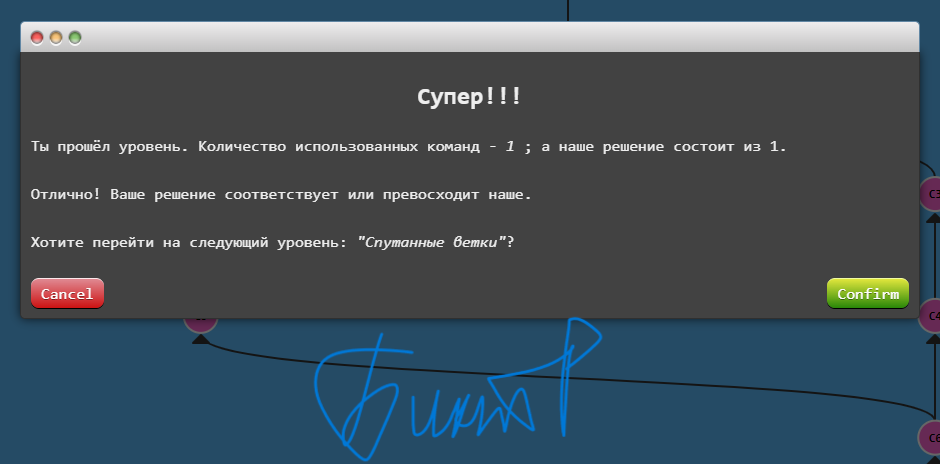 Супер!!!
Ты прошёл уровень. Количество использованных команд - 1 ; а наше решение состоит из 1.
Отлично! Ваше решение соответствует или превосходит наше.
Хотите перейти на следующий уровень: "Спутанные ветки"?
Cancel
Confirm
C3
C4
C6